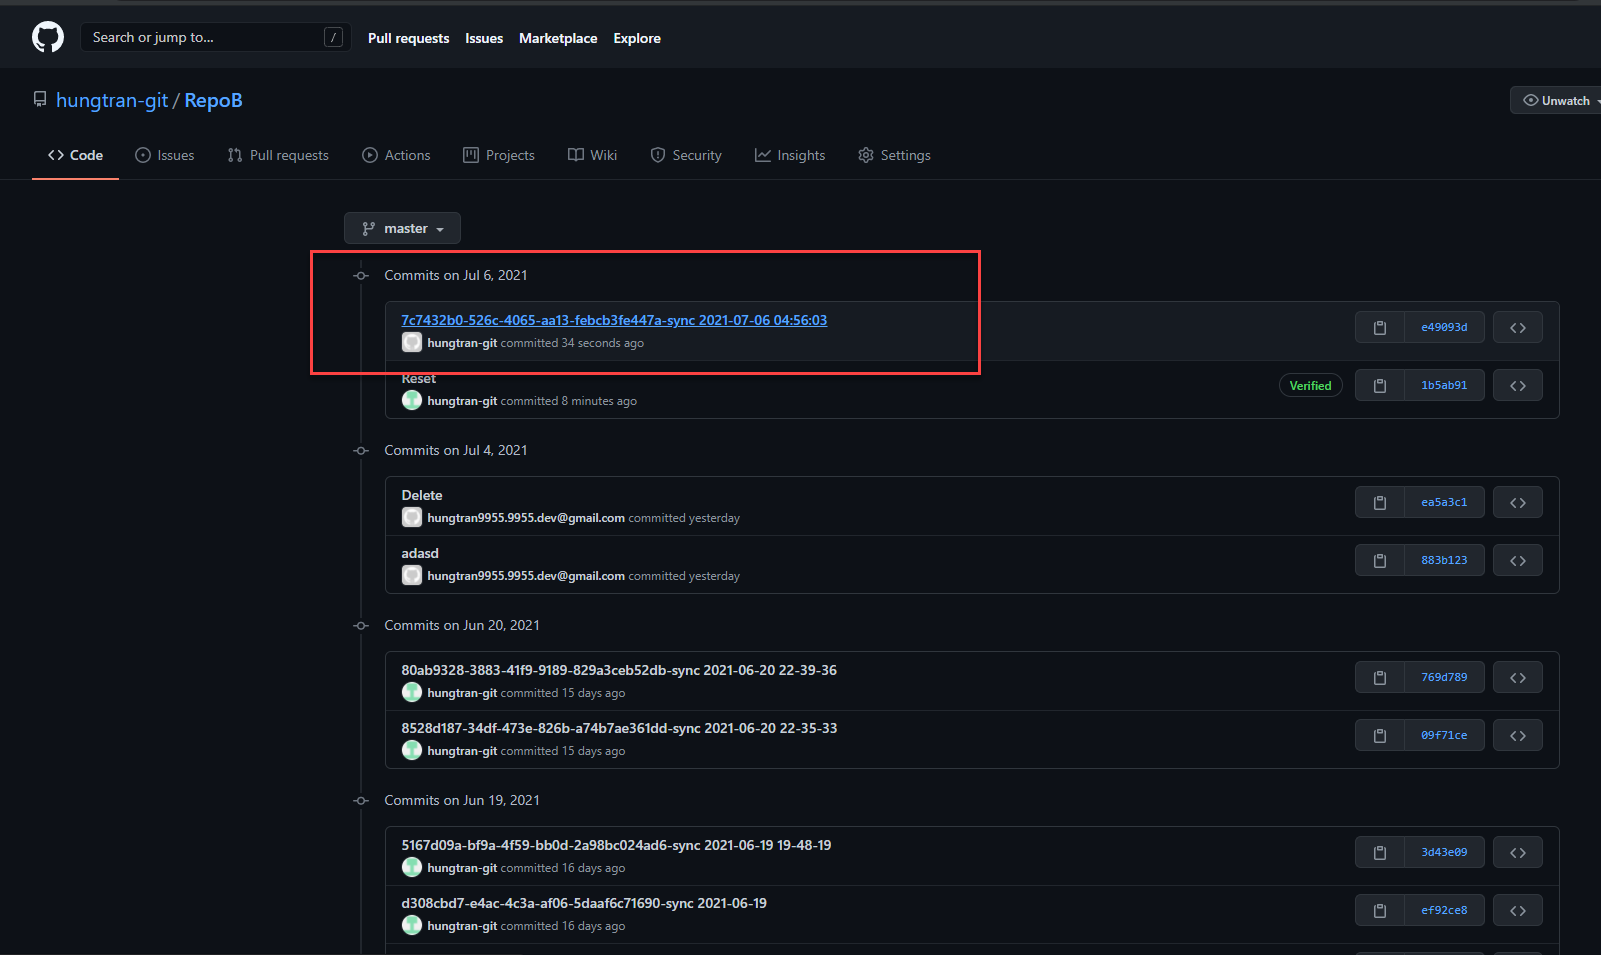 Search or jump to... /
Pull requests Issues Marketplace Explore
hungtran-git / RepoB
Unwatch
Code Issues Pull requests Actions Projects Wiki Security Insights Settings
master
Commits on Jul 6, 2021
7c7432b0-526c-4065-aa13-febcb3fe447a-sync 2021-07-06 04:56:03
hungtran-git committed 34 seconds ago
e49093d
Reset
hungtran-git committed 8 minutes ago
Verified
1b5ab91
Commits on Jul 4, 2021
Delete
hungtran9955.9955.dev@gmail.com committed yesterday
ea5a3c1
adasd
hungtran9955.9955.dev@gmail.com committed yesterday
883b123
Commits on Jun 20, 2021
80ab9328-3883-41f9-9189-829a3ceb52db-sync 2021-06-20 22-39-36
hungtran-git committed 15 days ago
769d789
8528d187-34df-473e-826b-a74b7ae361dd-sync 2021-06-20 22-35-33
hungtran-git committed 15 days ago
09f71ce
Commits on Jun 19, 2021
5167d09a-bf9a-4f59-bb0d-2a98bc024ad6-sync 2021-06-19 19-48-19
hungtran-git committed 16 days ago
3d43e09
d308cbd7-e4ac-4c3a-af06-5daaf6c71690-sync 2021-06-19
hungtran-git committed 16 days ago
ef92ce8